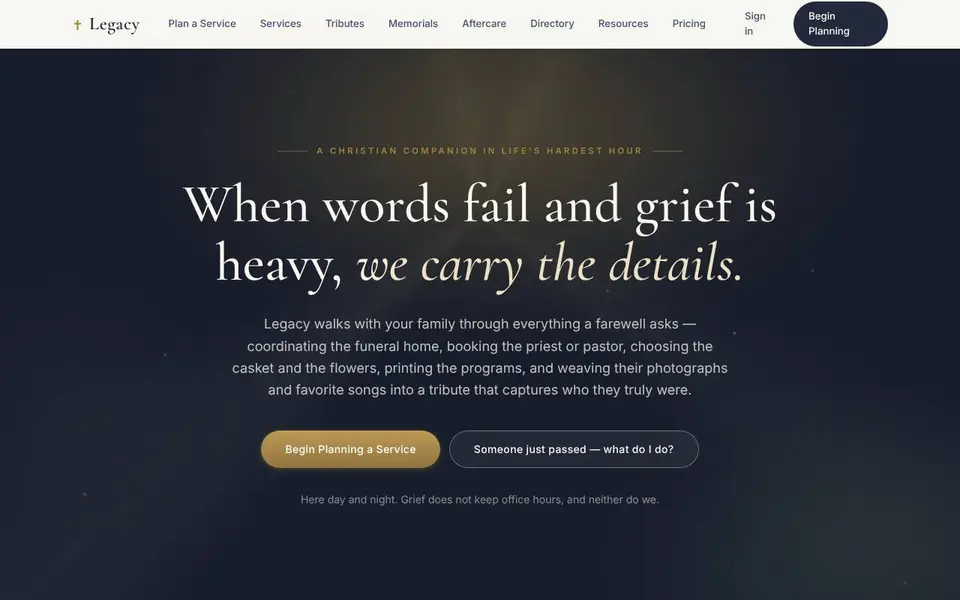 ✝ Legacy
Plan a Service
Services
Tributes
Memorials
Aftercare
Directory
Resources
Pricing
Sign
in
Begin
Planning
A CHRISTIAN COMPANION IN LIFE'S HARDEST HOUR
When words fail and grief is
heavy, we carry the details.
Legacy walks with your family through everything a farewell asks —
coordinating the funeral home, booking the priest or pastor, choosing the
casket and the flowers, printing the programs, and weaving their photographs
and favorite songs into a tribute that captures who they truly were.
Begin Planning a Service
Someone just passed — what do I do?
Here day and night. Grief does not keep office hours, and neither do we.